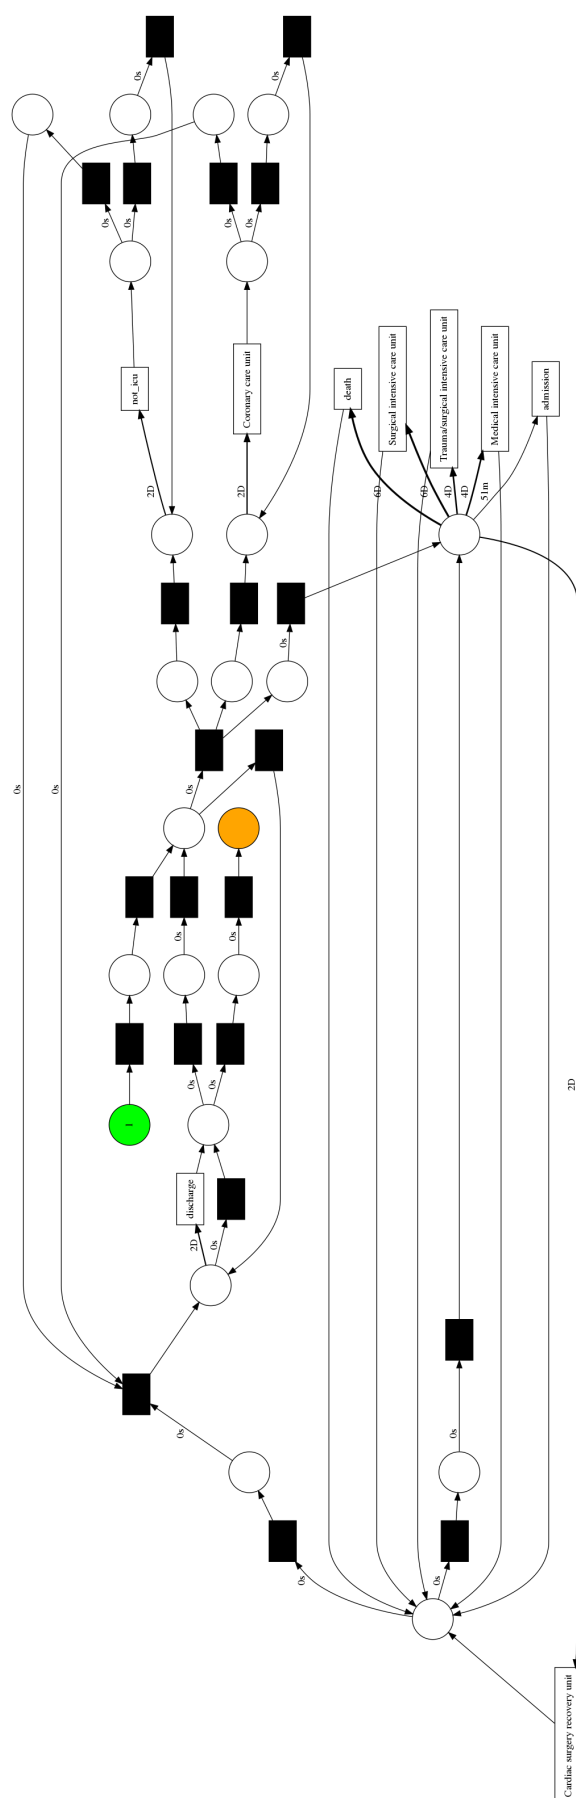 0s
0s
0s
0s
0s
0s
not_icu
Coronary care unit
death
Surgical intensive care unit
Trauma/surgical intensive care unit
Medical intensive care unit
admission
2D
2D
6D
6D
4D
4D
51m
0s
0s
0s
0s
0s
0s
0s
0s
1
discharge
2D
0s
2D
0s
0s
0s
0s
Cardiac surgery recovery unit